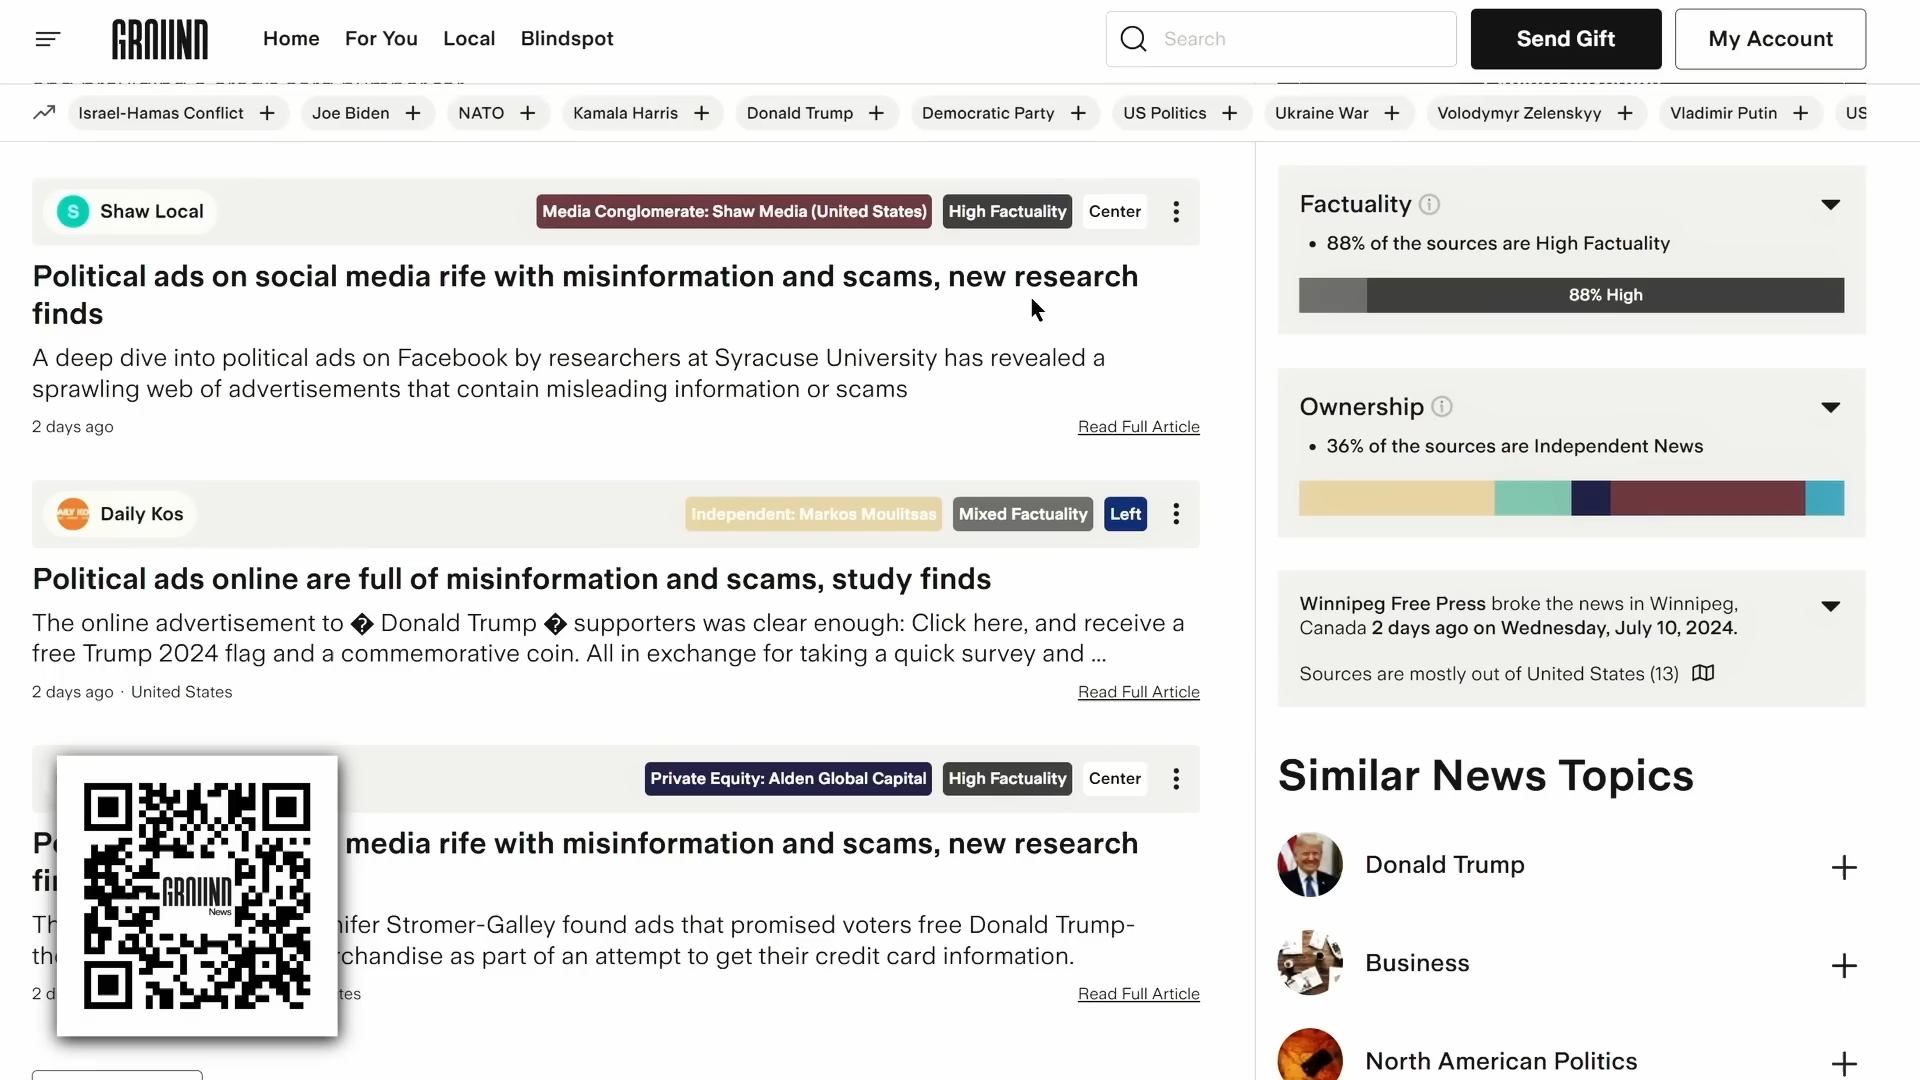 GROUND
Home
For You
Local
Blindspot
Search
Send Gift
My Account
Israel-Hamas Conflict +
Joe Biden +
NATO +
Kamala Harris +
Donald Trump +
Democratic Party +
US Politics +
Ukraine War +
Volodymyr Zelenskyy +
Vladimir Putin +
US
S Shaw Local
Media Conglomerate: Shaw Media (United States)
High Factuality
Center
Political ads on social media rife with misinformation and scams, new research
finds
A deep dive into political ads on Facebook by researchers at Syracuse University has revealed a
sprawling web of advertisements that contain misleading information or scams
2 days ago
Read Full Article
Daily Kos
Independent: Markos Moulitsas
Mixed Factuality
Left
Political ads online are full of misinformation and scams, study finds
The online advertisement to � Donald Trump � supporters was clear enough: Click here, and receive a
free Trump 2024 flag and a commemorative coin. All in exchange for taking a quick survey and ...
2 days ago · United States
Read Full Article
Private Equity: Alden Global Capital
High Factuality
Center
media rife with misinformation and scams, new research
Stromer-Galley found ads that promised voters free Donald Trump-
as part of an attempt to get their credit card information.
Read Full Article
GROUND
News
Factuality
• 88% of the sources are High Factuality
88% High
Ownership
• 36% of the sources are Independent News
Winnipeg Free Press broke the news in Winnipeg,
Canada 2 days ago on Wednesday, July 10, 2024.
Sources are mostly out of United States (13)
Similar News Topics
Donald Trump +
Business +
North American Politics +